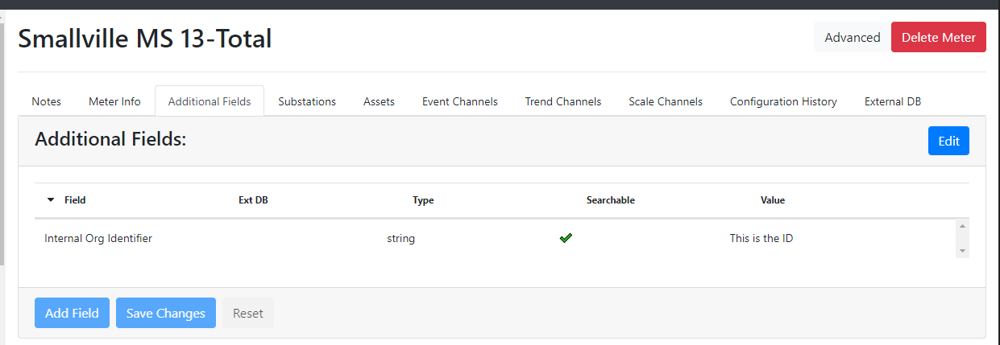 Smallville MS 13-Total
Advanced
Delete Meter
Notes
Meter Info
Additional Fields
Substations
Assets
Event Channels
Trend Channels
Scale Channels
Configuration History
External DB
Additional Fields:
Edit
Field
Ext DB
Type
Searchable
Value
Internal Org Identifier
string
This is the ID
Add Field
Save Changes
Reset